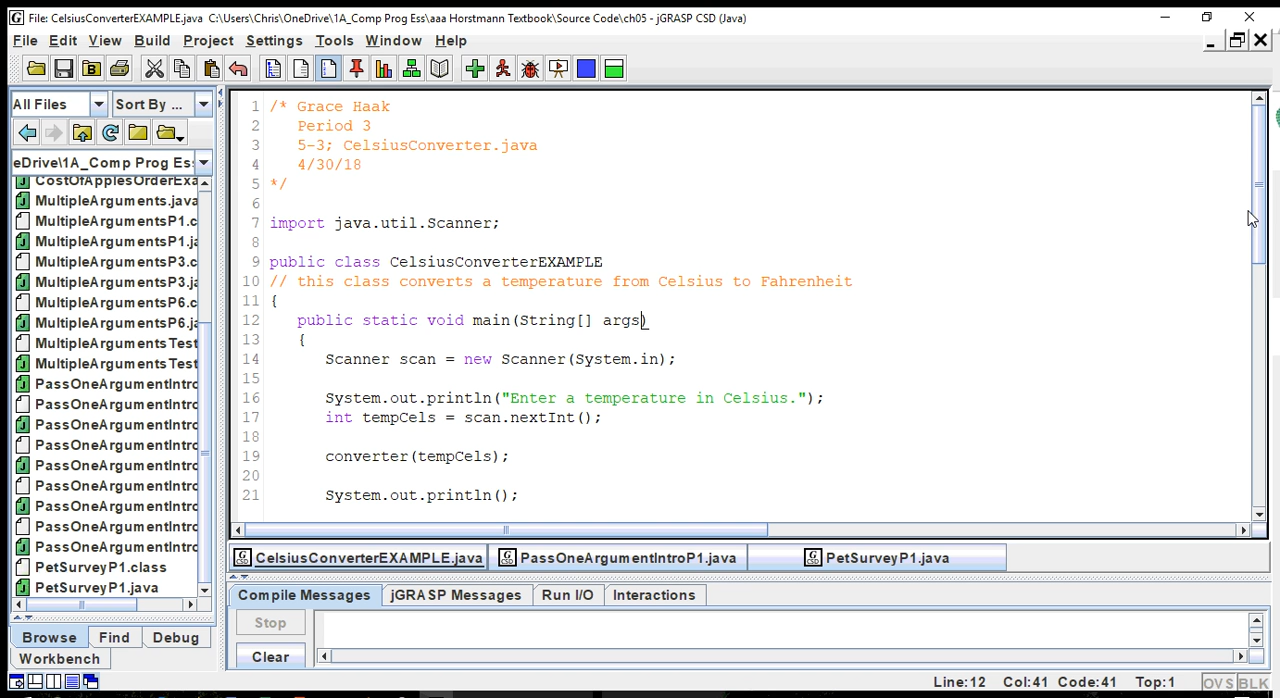 File: CelsiusConverterEXAMPLE.java C:\Users\Chris\OneDrive\1A_Comp Prog Ess\aaa Horstmann Textbook\Source Code\ch05 - jGRASP CSD (Java)
File Edit View Build Project Settings Tools Window Help
All Files Sort By ...
eDrive\1A_Comp Prog Es
CostOfApplesOrderExa
MultipleArguments.java
MultipleArgumentsP1.c
MultipleArgumentsP1.ja
MultipleArgumentsP3.c
MultipleArgumentsP3.ja
MultipleArgumentsP6.c
MultipleArgumentsP6.ja
MultipleArgumentsTest
MultipleArgumentsTest
PassOneArgumentIntro
PassOneArgumentIntro
PassOneArgumentIntro
PassOneArgumentIntro
PassOneArgumentIntro
PassOneArgumentIntro
PassOneArgumentIntro
PassOneArgumentIntro
PassOneArgumentIntro
PetSurveyP1.class
PetSurveyP1.java
Browse Find Debug
Workbench
1 /* Grace Haak
2 Period 3
3 5-3; CelsiusConverter.java
4 4/30/18
5 */
6
7 import java.util.Scanner;
8
9 public class CelsiusConverterEXAMPLE
10 // this class converts a temperature from Celsius to Fahrenheit
11 {
12 public static void main(String[] args)
13 {
14 Scanner scan = new Scanner(System.in);
15
16 System.out.println("Enter a temperature in Celsius.");
17 int tempCels = scan.nextInt();
18
19 converter(tempCels);
20
21 System.out.println();
CelsiusConverterEXAMPLE.java PassOneArgumentIntroP1.java PetSurveyP1.java
Compile Messages jGRASP Messages Run I/O Interactions
Stop
Clear
Line:12 Col:41 Code:41 Top:1 OVS BLK